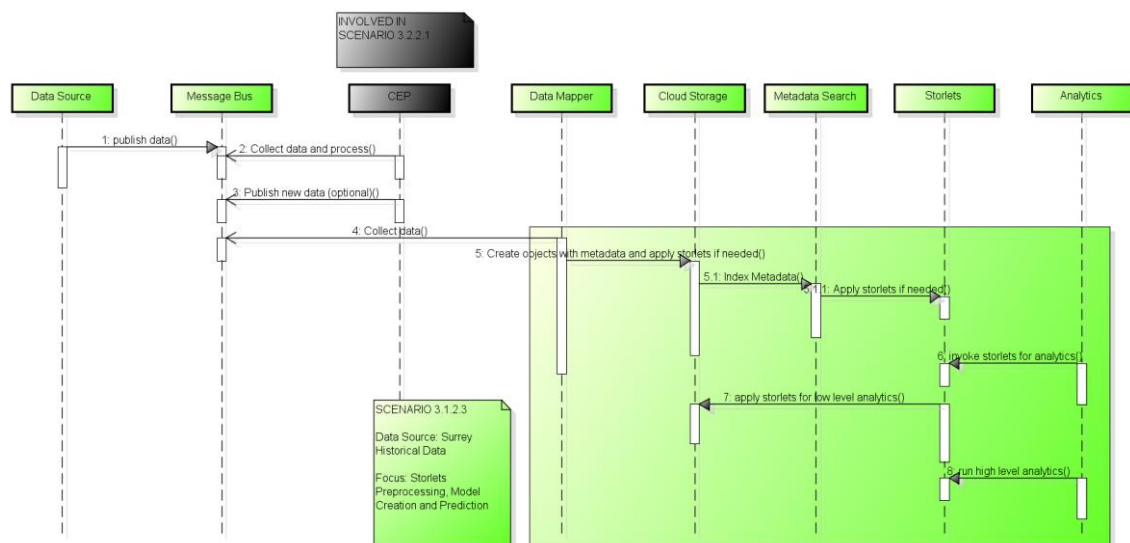 INVOLVED IN
SCENARIO 3.2.2.1
Data Source
Message Bus
CEP
Data Mapper
Cloud Storage
Metadata Search
Storlets
Analytics
1: publish data()
2: Collect data and process()
3: Publish new data (optional)()
4: Collect data()
5: Create objects with metadata and apply storlets if needed()
5.1: Index Metadata()
5.1.1: Apply storlets if needed()
6: invoke storlets for analytics()
7: apply storlets for low level analytics()
8: run high level analytics()
SCENARIO 3.1.2.3
Data Source: Surrey
Historical Data
Focus: Storlets
Preprocessing, Model
Creation and Prediction